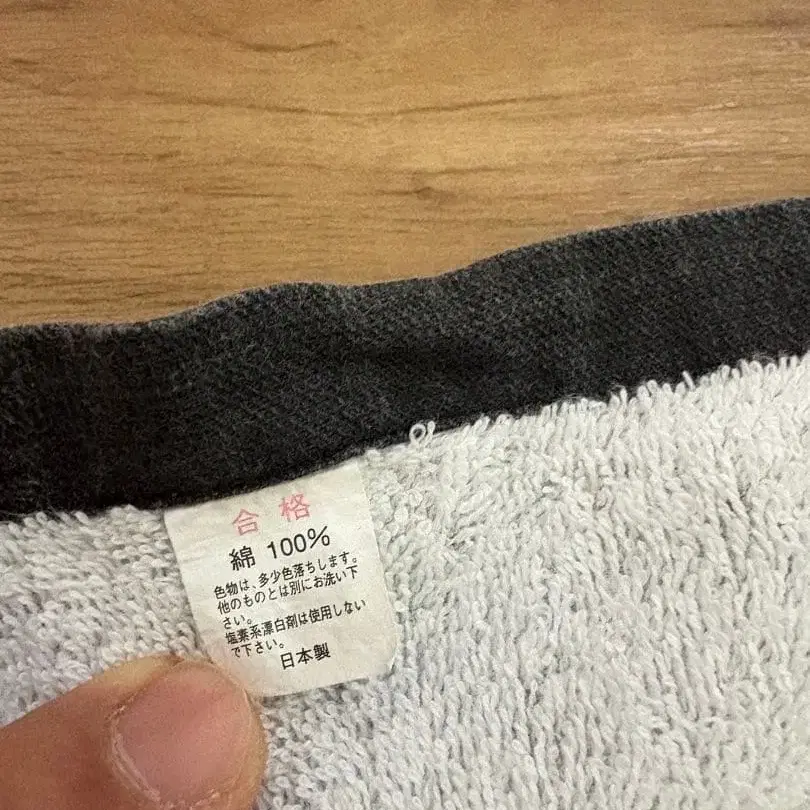 合格
綿 100%
色物は、多少色落ちします。
他のものとは別にお洗い下
さい。
塩素系漂白剤は使用しない
で下さい。
日本製